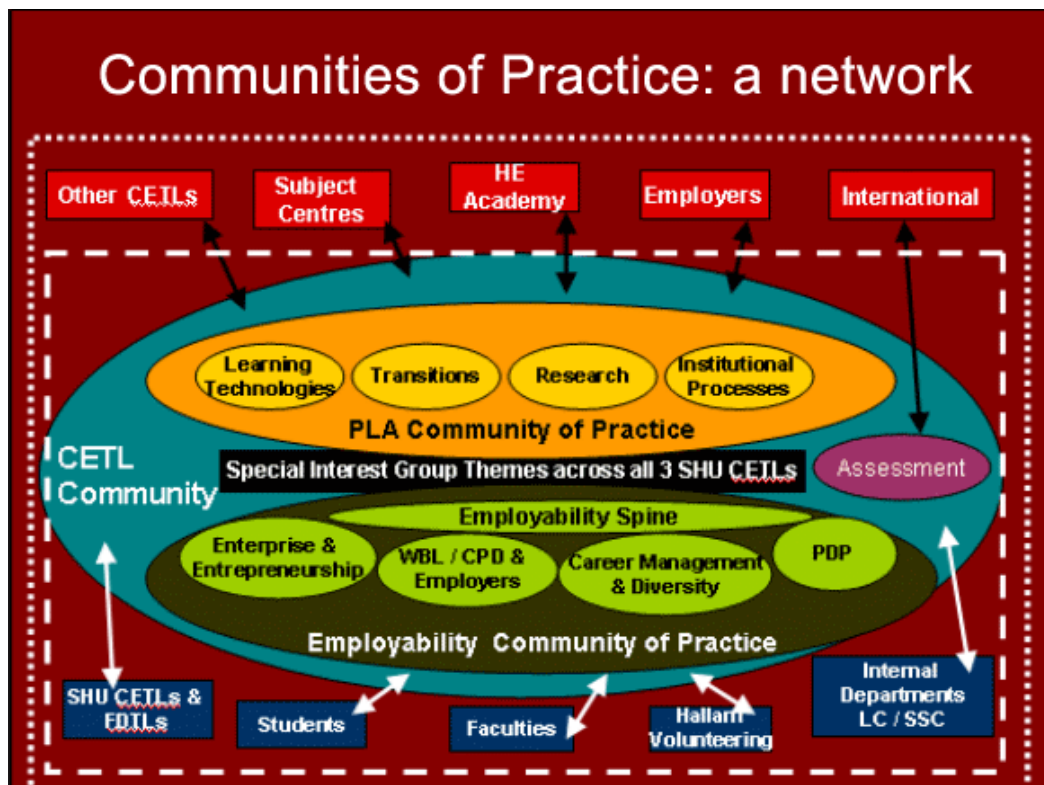 Communities of Practice: a network
Other CETLs
Subject
Centres
HE
Academy
Employers
International
Learning
Technologies
Transitions
Research
Institutional
Processes
PLA Community of Practice
CETL
Community
Special Interest Group Themes across all 3 SHU CETLs
Assessment
Employability Spine
Enterprise &
Entrepreneurship
WBL / CPD &
Employers
Career Management
& Diversity
PDP
Employability Community of Practice
SHU CETLs &
FDTLs
Students
Faculties
Hallam
Volunteering
Internal
Departments
LC / SSC